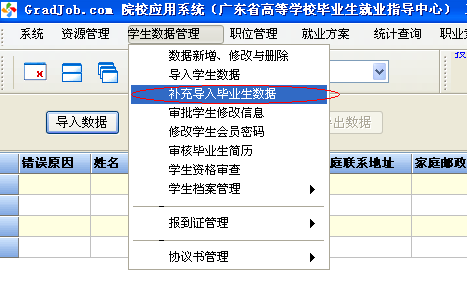 GradJob.com 院校应用系统（广东省高等学校毕业生就业指导中心）
系统 资源管理 学生数据管理 职位管理 就业方案 统计查询 职业
数据新增、修改与删除
导入学生数据
补充导入毕业生数据
审批学生修改信息
导入数据 出数据
修改学生会员密码
审核毕业生简历
错误原因 姓名 庭联系地址 家庭邮政
学生资格审查
学生档案管理
报到证管理
协议书管理